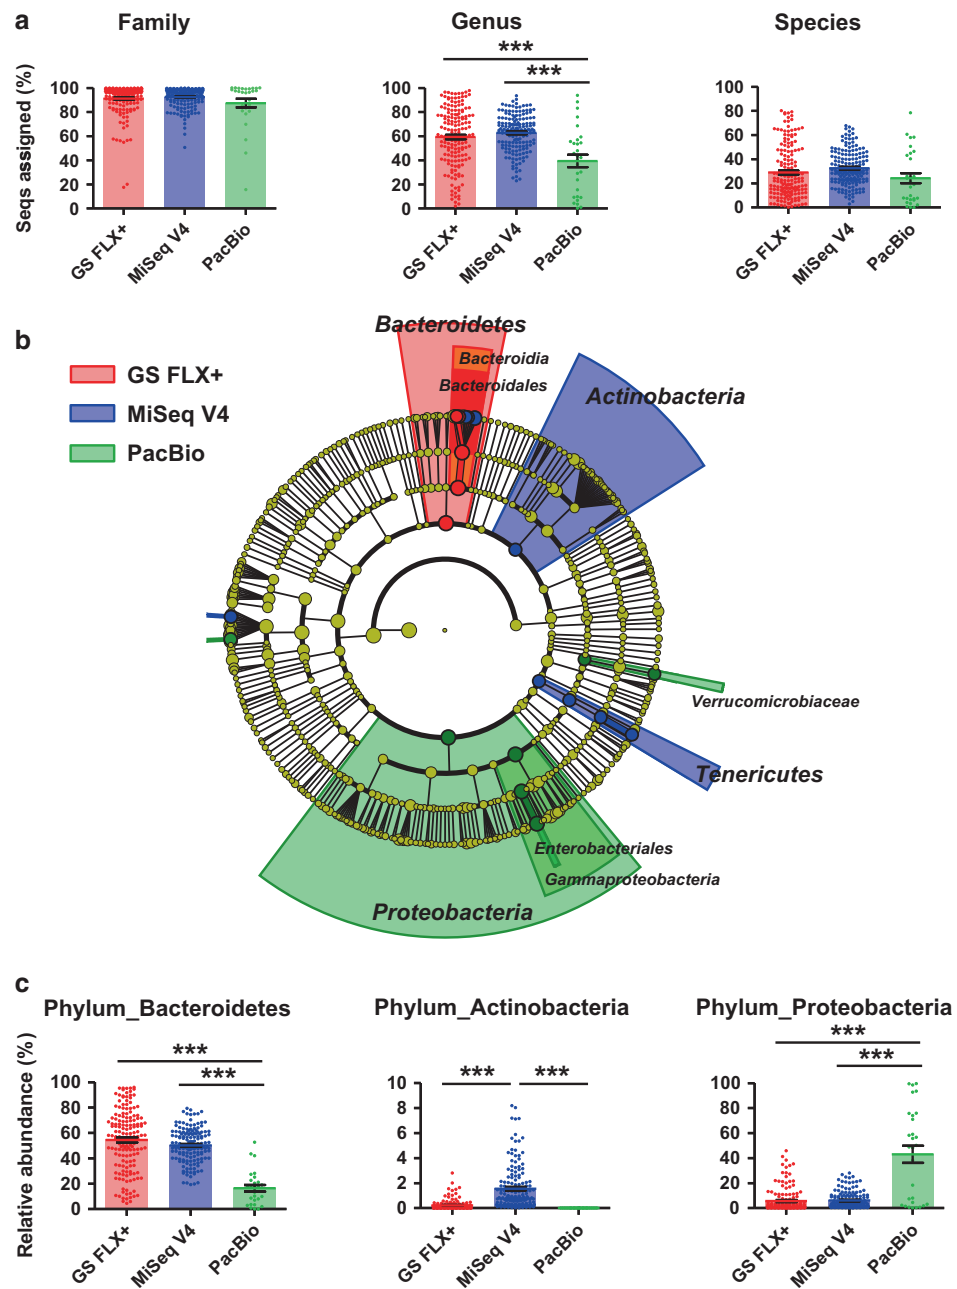 a
Family
Genus
Species
***
***
Seqs assigned (%)
100
80
60
40
20
0
GS FLX+
MiSeq V4
PacBio
100
80
60
40
20
0
GS FLX+
MiSeq V4
PacBio
100
80
60
40
20
0
GS FLX+
MiSeq V4
PacBio
b
GS FLX+
MiSeq V4
PacBio
Bacteroidetes
Bacteroidia
Bacteroidales
Actinobacteria
Verrucomicrobiaceae
Tenericutes
Enterobacteriales
Gammaproteobacteria
Proteobacteria
c
Phylum_Bacteroidetes
Phylum_Actinobacteria
Phylum_Proteobacteria
Relative abundance (%)
***
***
100
80
60
40
20
0
GS FLX+
MiSeq V4
PacBio
*** ***
10
8
6
4
2
0
GS FLX+
MiSeq V4
PacBio
***
***
100
80
60
40
20
0
GS FLX+
MiSeq V4
PacBio